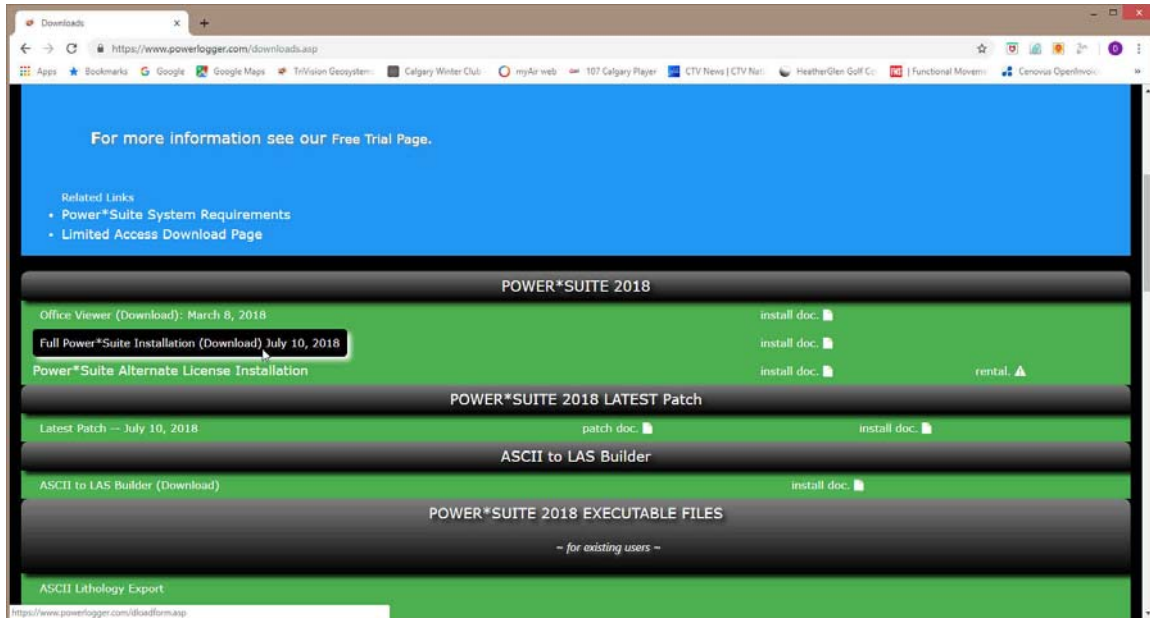 Downloads
https://www.powerlogger.com/downloads.asp
Apps Bookmarks Google Google Maps TriVision Geosystem Calgary Winter Club myAir web 107 Calgary Player CTV News | CTV Nat HeatherGlen Golf Co | Functional Moveme Cenovus OpenInvoic
For more information see our Free Trial Page.
Related Links
• Power*Suite System Requirements
• Limited Access Download Page
POWER*SUITE 2018
Office Viewer (Download): March 8, 2018 install doc.
Full Power*Suite Installation (Download) July 10, 2018 install doc.
Power*Suite Alternate License Installation install doc. rental.
POWER*SUITE 2018 LATEST Patch
Latest Patch -- July 10, 2018 patch doc. install doc.
ASCII to LAS Builder
ASCII to LAS Builder (Download) install doc.
POWER*SUITE 2018 EXECUTABLE FILES
~ for existing users ~
ASCII Lithology Export
https://www.powerlogger.com/dloadform.asp